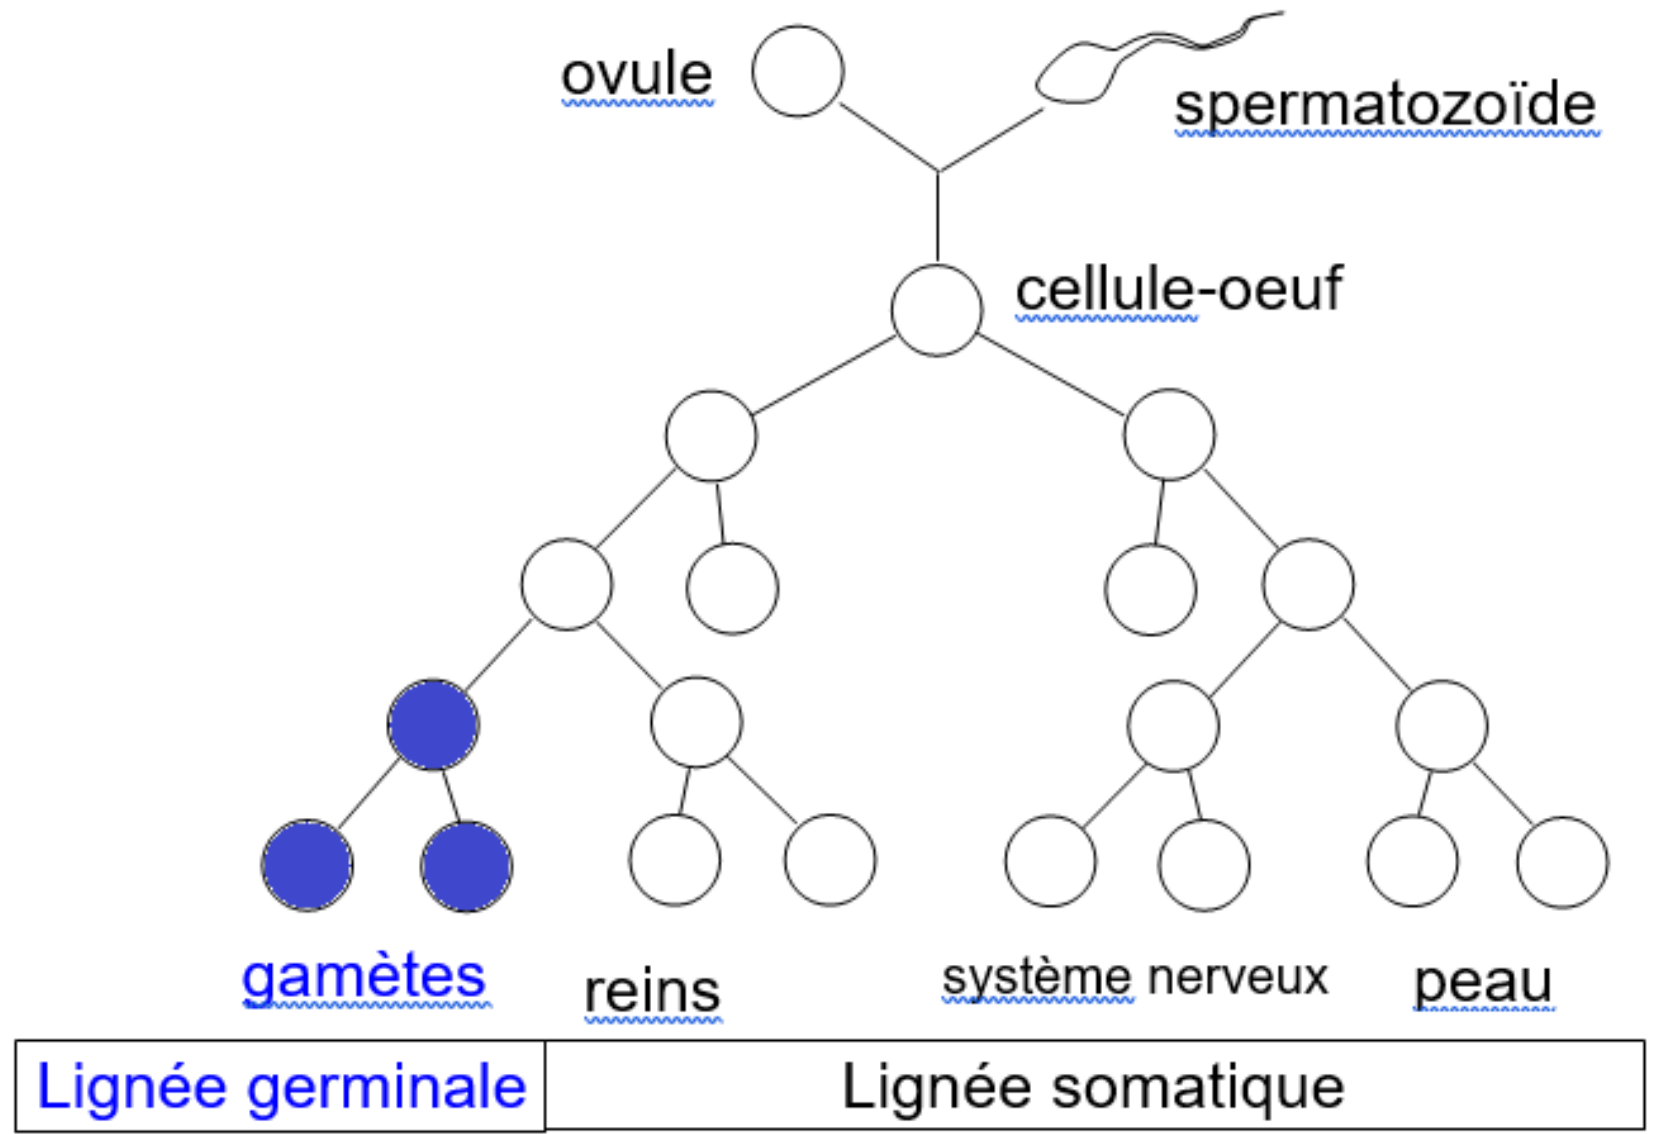 ovule
spermatozoïde
cellule-oeuf
gamètes
reins
système nerveux
peau
Lignée germinale
Lignée somatique